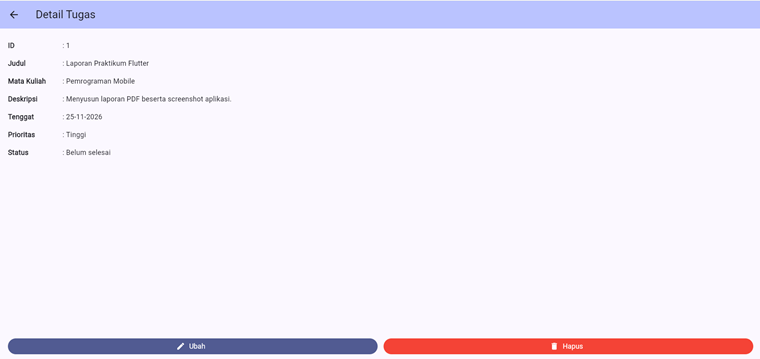 Detail Tugas
ID : 1
Judul : Laporan Praktikum Flutter
Mata Kuliah : Pemrograman Mobile
Deskripsi : Menyusun laporan PDF beserta screenshot aplikasi.
Tenggat : 25-11-2026
Prioritas : Tinggi
Status : Belum selesai
Ubah
Hapus